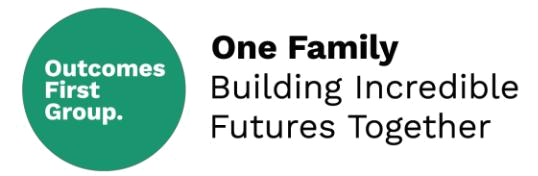 Outcomes
First
Group.
One Family
Building Incredible
Futures Together